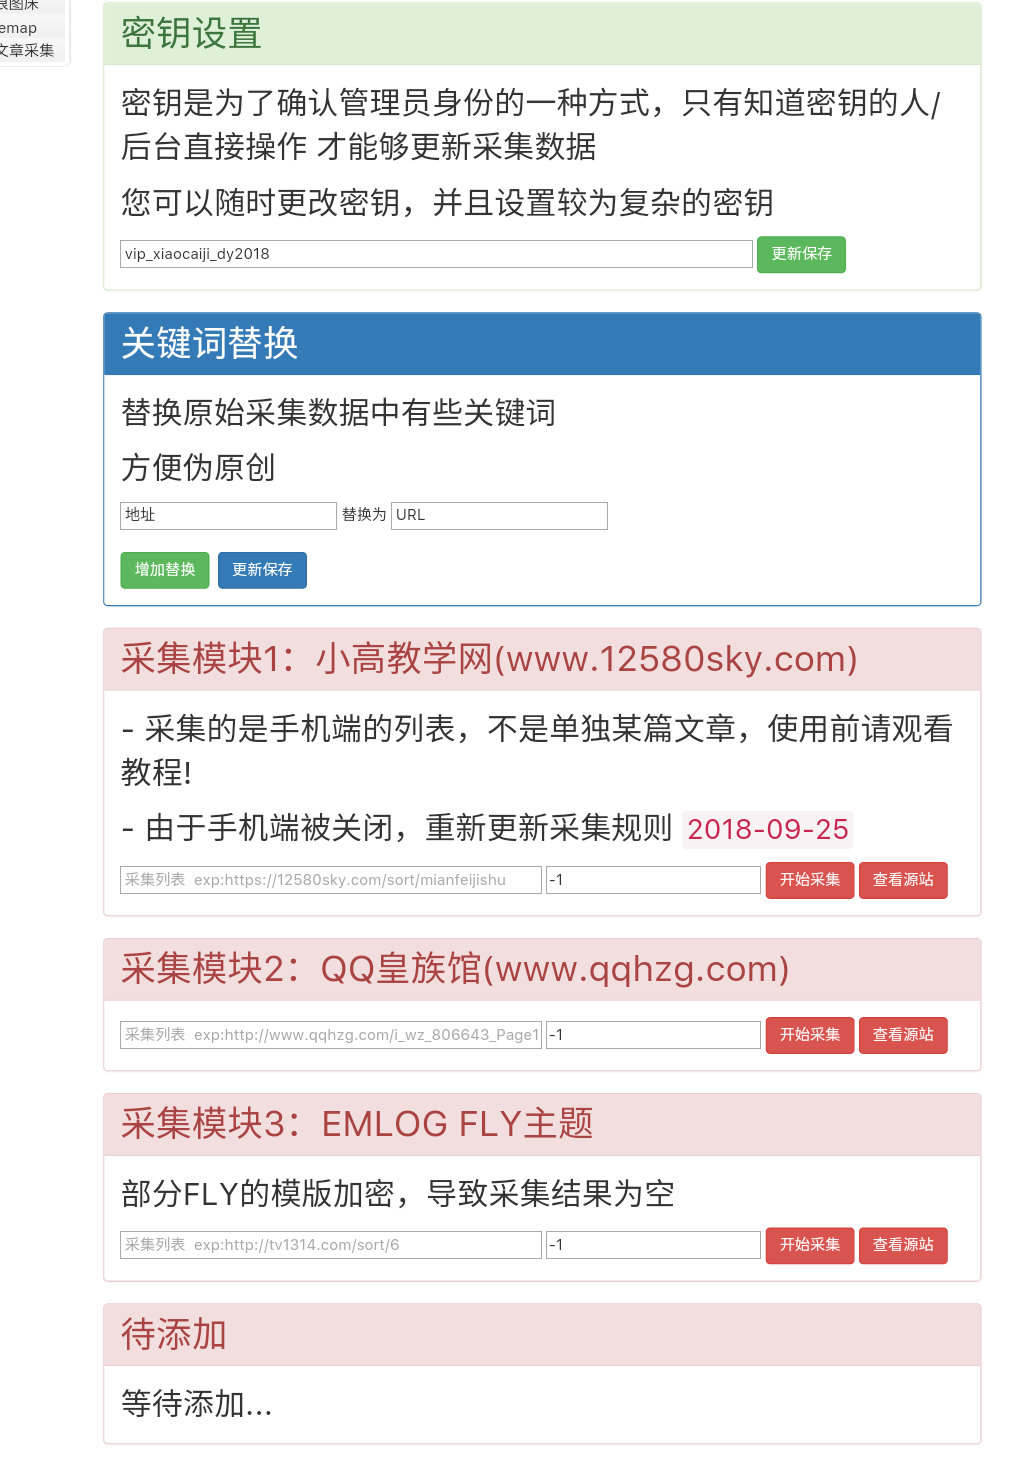 图床
emap
文章采集
密钥设置
密钥是为了确认管理员身份的一种方式，只有知道密钥的人/
后台直接操作 才能够更新采集数据
您可以随时更改密钥，并且设置较为复杂的密钥
vip_xiaocaiji_dy2018 更新保存
关键词替换
替换原始采集数据中有些关键词
方便伪原创
地址 替换为 URL
增加替换 更新保存
采集模块1：小高教学网(www.12580sky.com)
- 采集的是手机端的列表，不是单独某篇文章，使用前请观看
教程!
- 由于手机端被关闭，重新更新采集规则 2018-09-25
采集列表 exp:https://12580sky.com/sort/mianfeijishu -1 开始采集 查看源站
采集模块2：QQ皇族馆(www.qqhzg.com)
采集列表 exp:http://www.qqhzg.com/i_wz_806643_Page1 -1 开始采集 查看源站
采集模块3：EMLOG FLY主题
部分FLY的模版加密，导致采集结果为空
采集列表 exp:http://tv1314.com/sort/6 -1 开始采集 查看源站
待添加
等待添加...